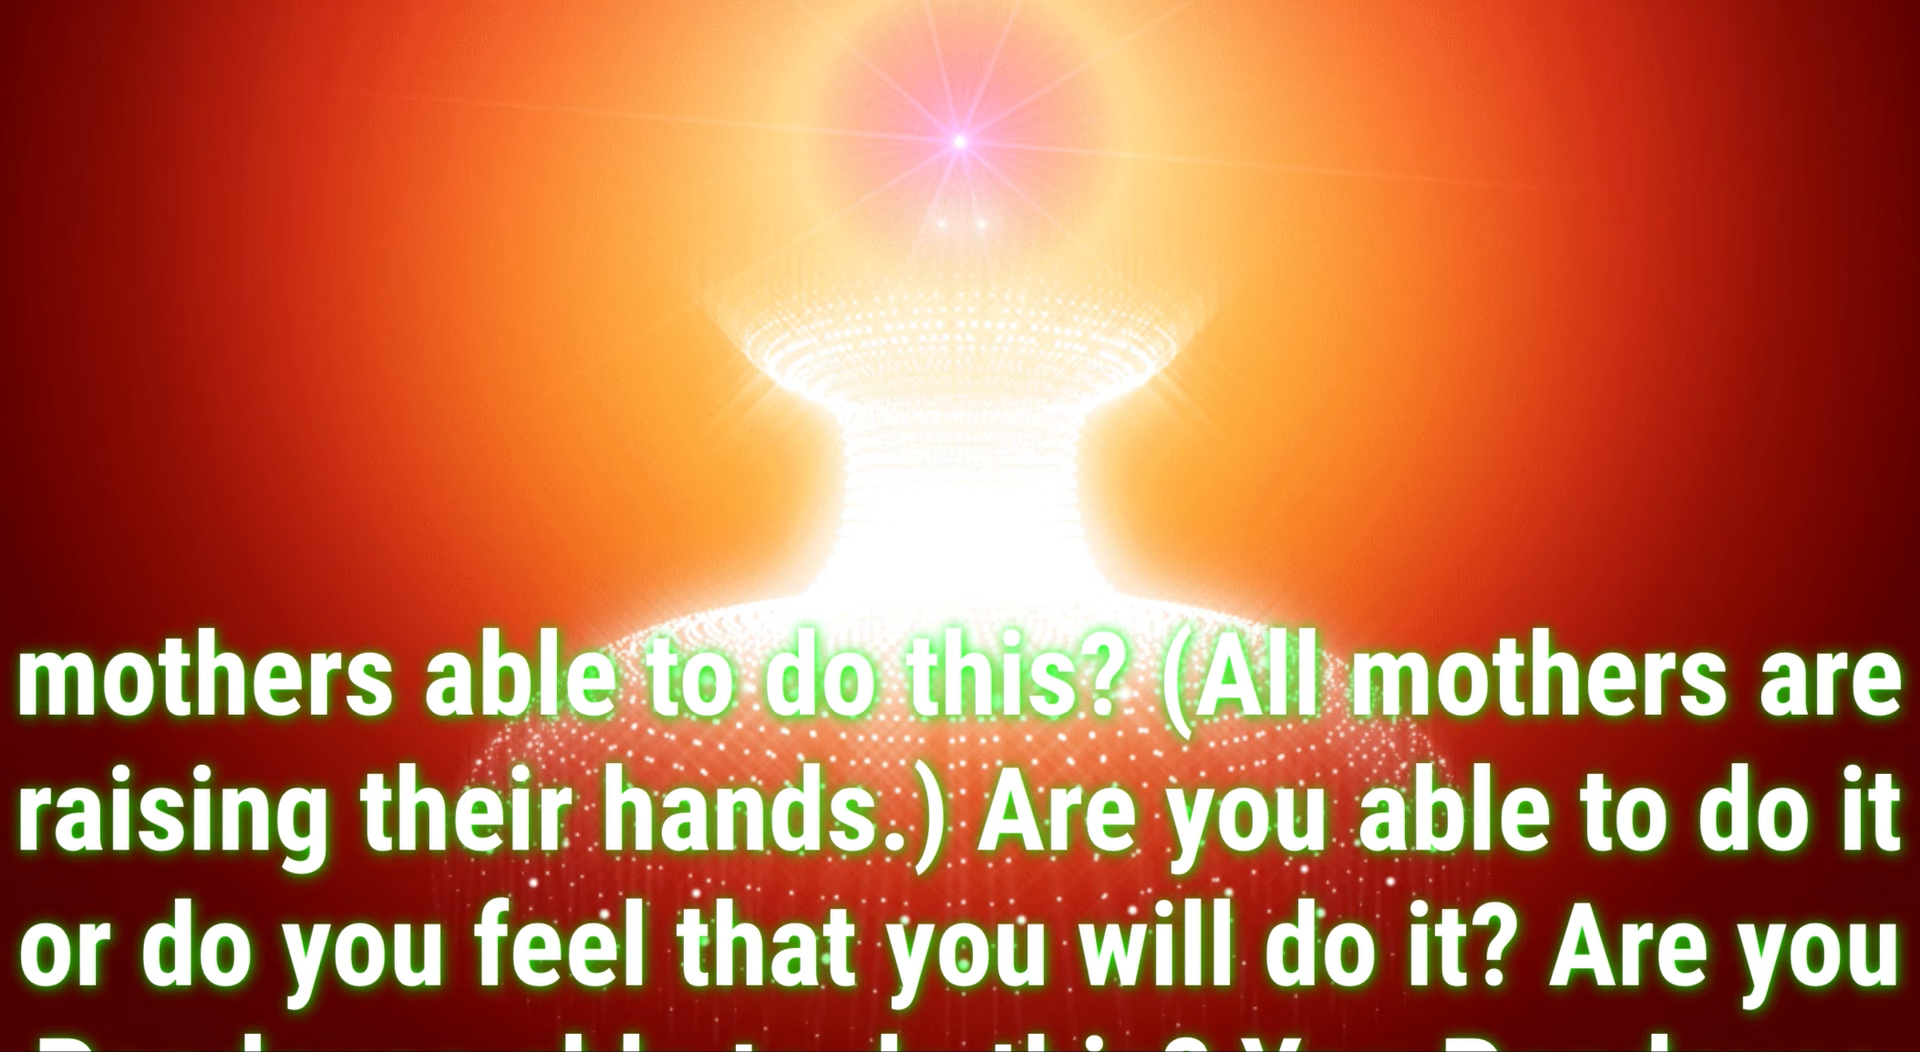 mothers able to do this? (All mothers are
raising their hands.) Are you able to do it
or do you feel that you will do it? Are you